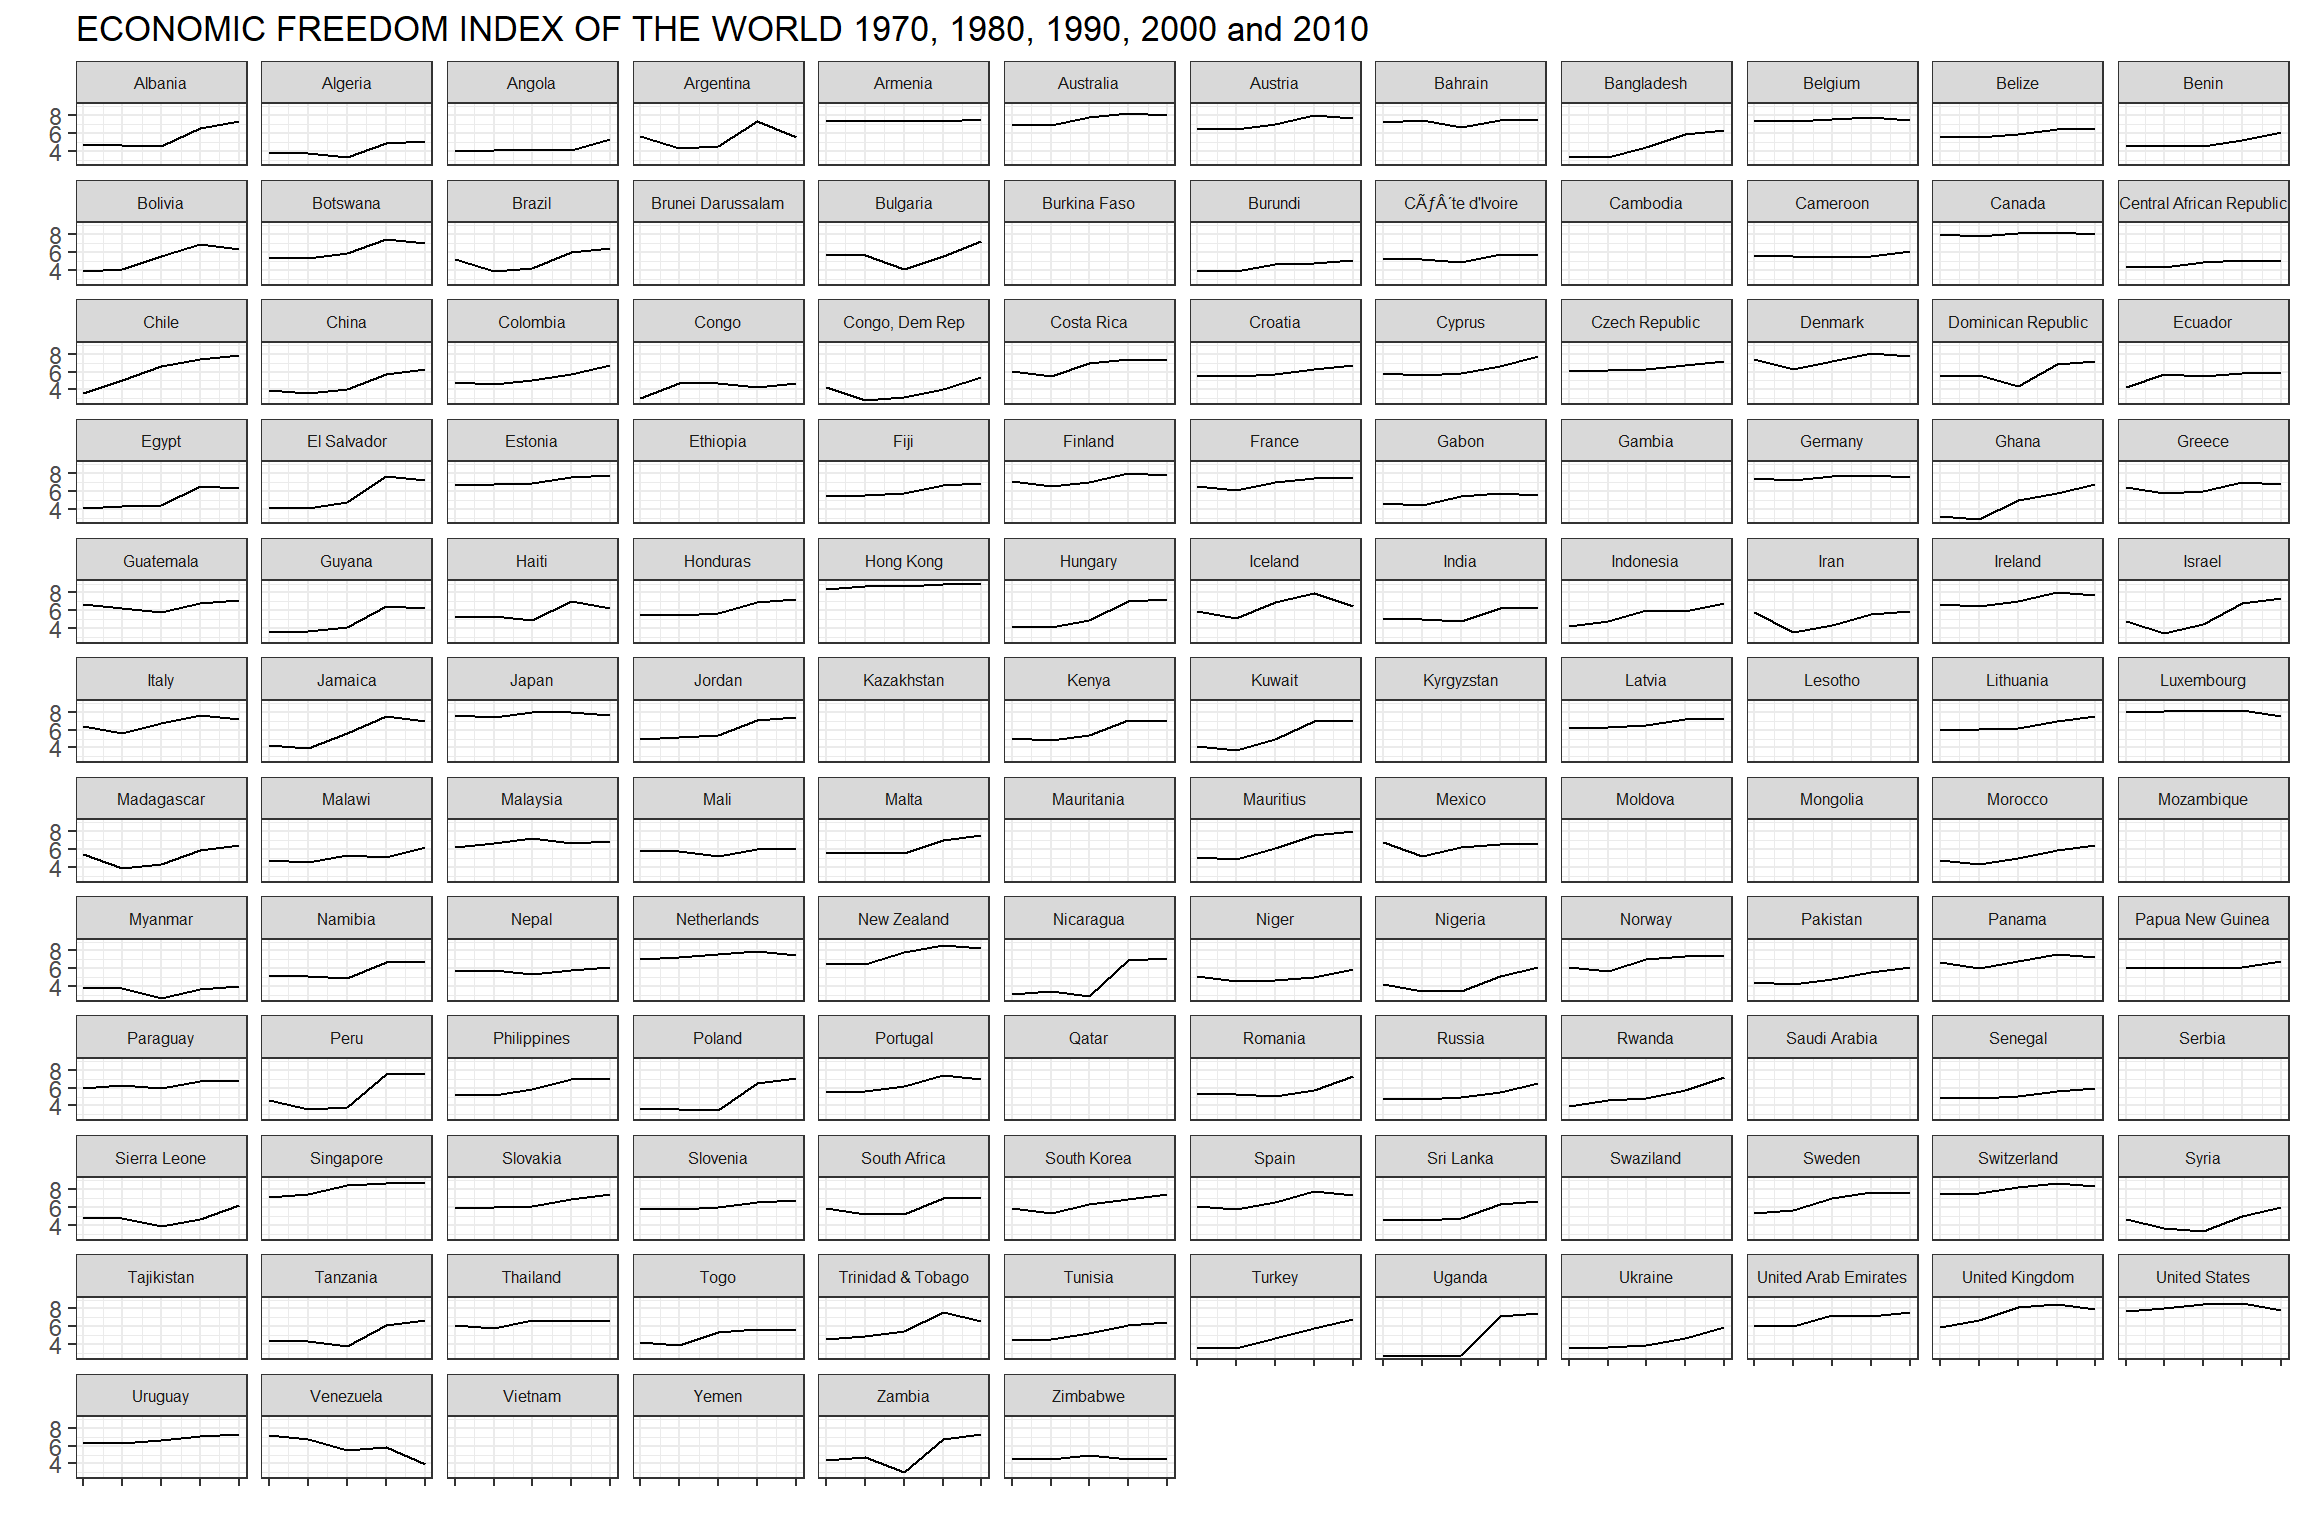 ECONOMIC FREEDOM INDEX OF THE WORLD 1970, 1980, 1990, 2000 and 2010
Albania Algeria Angola Argentina Armenia Australia Austria Bahrain Bangladesh Belgium Belize Benin
8
6
4
Bolivia Botswana Brazil Brunei Darussalam Bulgaria Burkina Faso Burundi CÃƒÂ´te d'Ivoire Cambodia Cameroon Canada Central African Republic
8
6
4
Chile China Colombia Congo Congo, Dem Rep Costa Rica Croatia Cyprus Czech Republic Denmark Dominican Republic Ecuador
8
6
4
Egypt El Salvador Estonia Ethiopia Fiji Finland France Gabon Gambia Germany Ghana Greece
8
6
4
Guatemala Guyana Haiti Honduras Hong Kong Hungary Iceland India Indonesia Iran Ireland Israel
8
6
4
Italy Jamaica Japan Jordan Kazakhstan Kenya Kuwait Kyrgyzstan Latvia Lesotho Lithuania Luxembourg
8
6
4
Madagascar Malawi Malaysia Mali Malta Mauritania Mauritius Mexico Moldova Mongolia Morocco Mozambique
8
6
4
Myanmar Namibia Nepal Netherlands New Zealand Nicaragua Niger Nigeria Norway Pakistan Panama Papua New Guinea
8
6
4
Paraguay Peru Philippines Poland Portugal Qatar Romania Russia Rwanda Saudi Arabia Senegal Serbia
8
6
4
Sierra Leone Singapore Slovakia Slovenia South Africa South Korea Spain Sri Lanka Swaziland Sweden Switzerland Syria
8
6
4
Tajikistan Tanzania Thailand Togo Trinidad & Tobago Tunisia Turkey Uganda Ukraine United Arab Emirates United Kingdom United States
8
6
4
Uruguay Venezuela Vietnam Yemen Zambia Zimbabwe
8
6
4